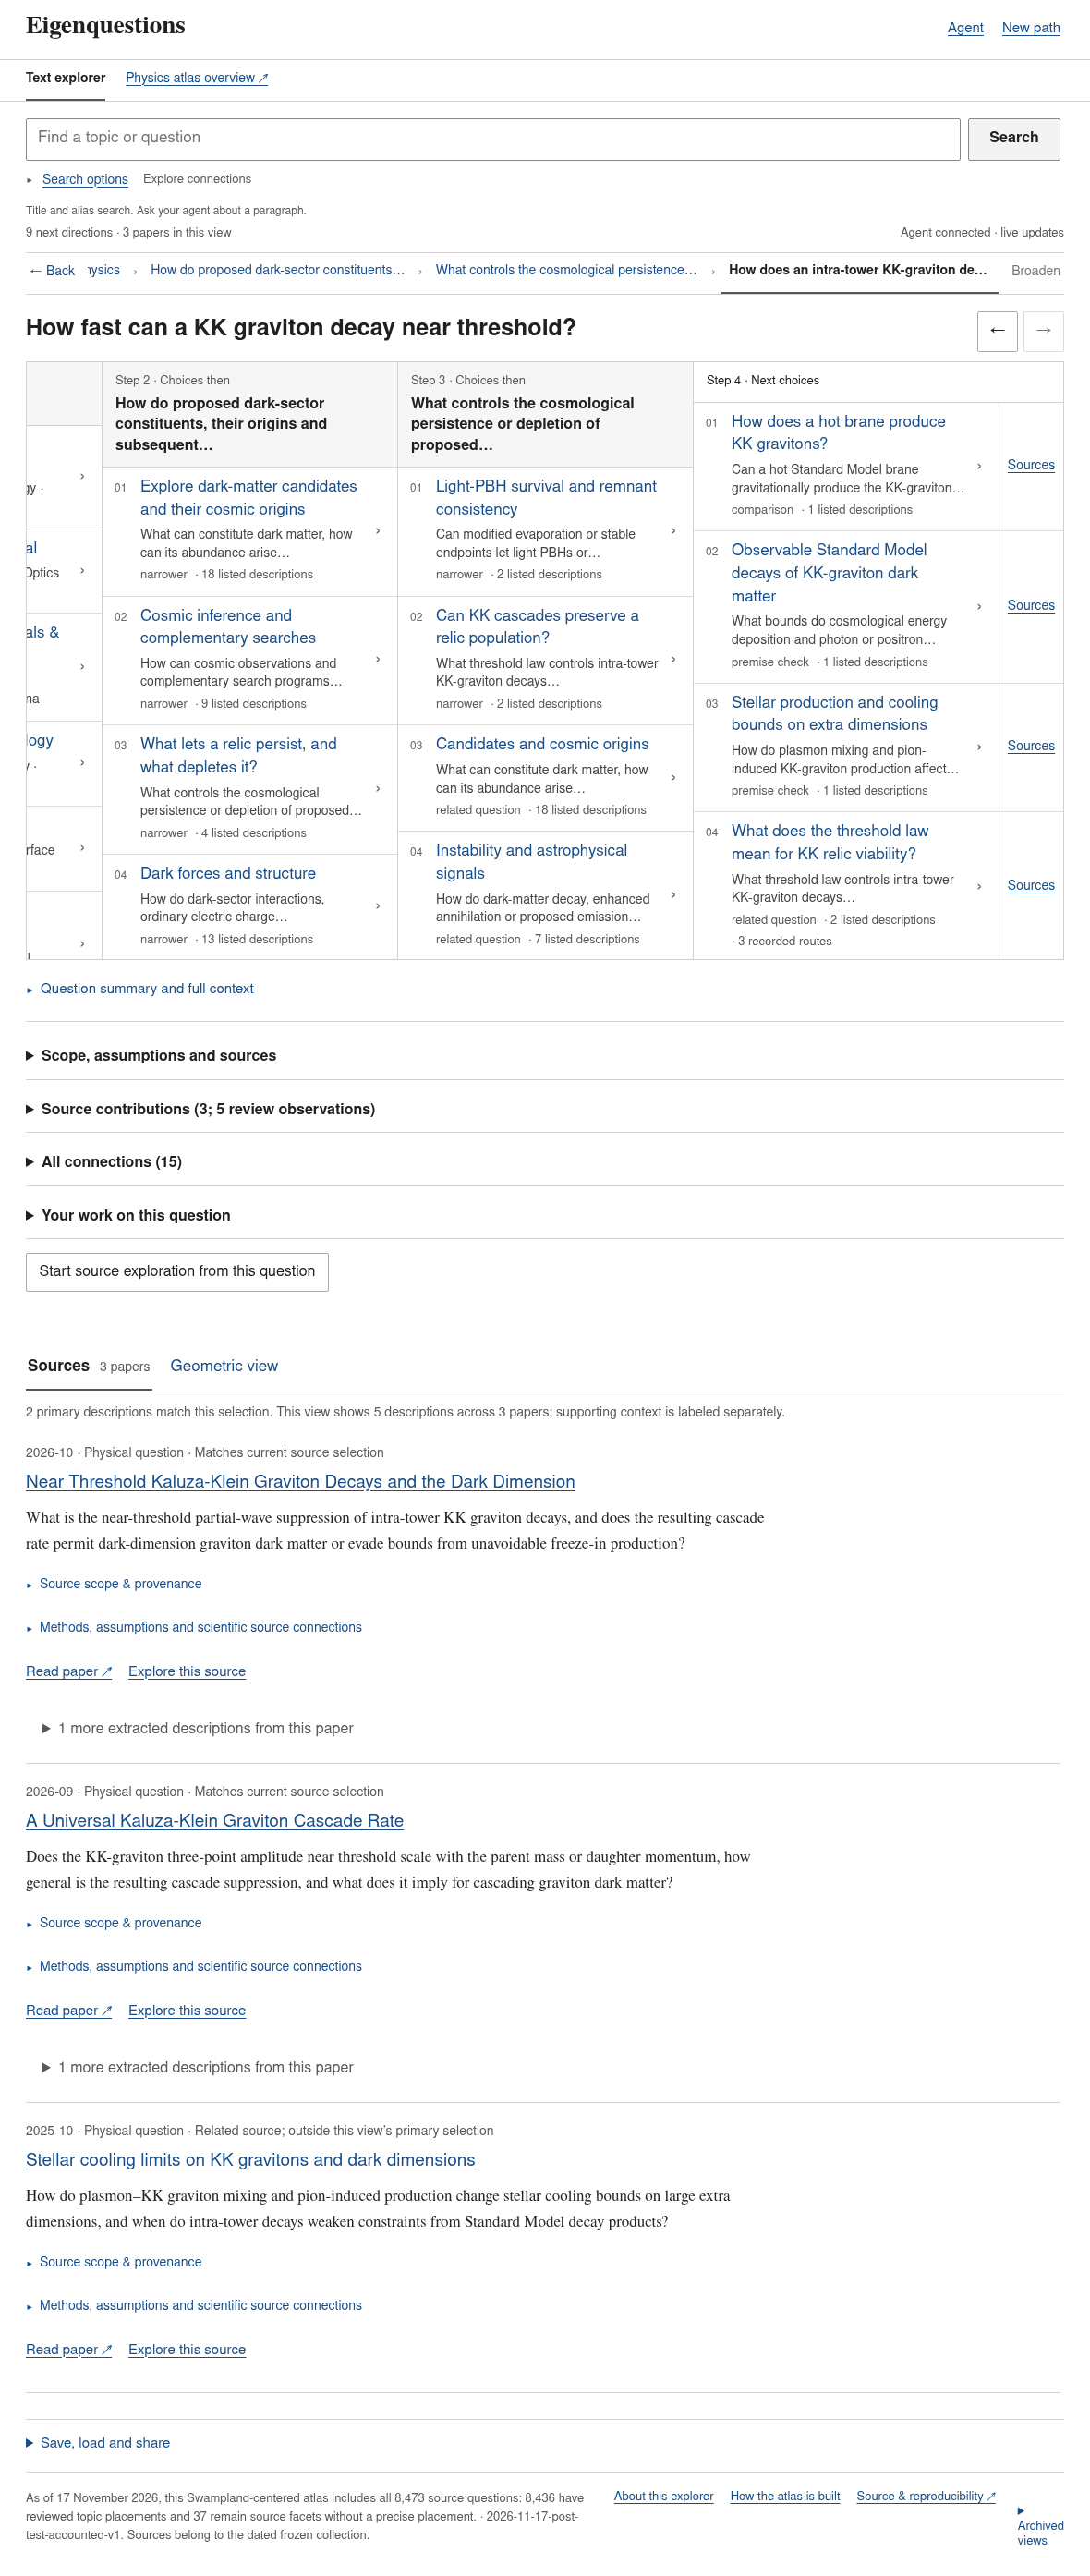 Eigenquestions
Agent New path
Text explorer Physics atlas overview ↗
Find a topic or question Search
▸ Search options Explore connections
Title and alias search. Ask your agent about a paragraph.
9 next directions · 3 papers in this view Agent connected · live updates
← Back ysics › How do proposed dark-sector constituents… › What controls the cosmological persistence… › How does an intra-tower KK-graviton de… Broaden
How fast can a KK graviton decay near threshold?
← →
gy ·
al
Optics
als &
na
logy
y ·
rface
Step 2 · Choices then
How do proposed dark-sector
constituents, their origins and
subsequent…
01 Explore dark-matter candidates
and their cosmic origins
What can constitute dark matter, how
can its abundance arise…
narrower · 18 listed descriptions
02 Cosmic inference and
complementary searches
How can cosmic observations and
complementary search programs…
narrower · 9 listed descriptions
03 What lets a relic persist, and
what depletes it?
What controls the cosmological
persistence or depletion of proposed…
narrower · 4 listed descriptions
04 Dark forces and structure
How do dark-sector interactions,
ordinary electric charge…
narrower · 13 listed descriptions
Step 3 · Choices then
What controls the cosmological
persistence or depletion of
proposed…
01 Light-PBH survival and remnant
consistency
Can modified evaporation or stable
endpoints let light PBHs or…
narrower · 2 listed descriptions
02 Can KK cascades preserve a
relic population?
What threshold law controls intra-tower
KK-graviton decays…
narrower · 2 listed descriptions
03 Candidates and cosmic origins
What can constitute dark matter, how
can its abundance arise…
related question · 18 listed descriptions
04 Instability and astrophysical
signals
How do dark-matter decay, enhanced
annihilation or proposed emission…
related question · 7 listed descriptions
Step 4 · Next choices
01 How does a hot brane produce
KK gravitons?
Can a hot Standard Model brane
gravitationally produce the KK-graviton…
comparison · 1 listed descriptions
Sources
02 Observable Standard Model
decays of KK-graviton dark
matter
What bounds do cosmological energy
deposition and photon or positron…
premise check · 1 listed descriptions
Sources
03 Stellar production and cooling
bounds on extra dimensions
How do plasmon mixing and pion-
induced KK-graviton production affect…
premise check · 1 listed descriptions
Sources
04 What does the threshold law
mean for KK relic viability?
What threshold law controls intra-tower
KK-graviton decays…
related question · 2 listed descriptions
· 3 recorded routes
Sources
▸ Question summary and full context
▶ Scope, assumptions and sources
▶ Source contributions (3; 5 review observations)
▶ All connections (15)
▶ Your work on this question
Start source exploration from this question
Sources 3 papers Geometric view
2 primary descriptions match this selection. This view shows 5 descriptions across 3 papers; supporting context is labeled separately.
2026-10 · Physical question · Matches current source selection
Near Threshold Kaluza-Klein Graviton Decays and the Dark Dimension
What is the near-threshold partial-wave suppression of intra-tower KK graviton decays, and does the resulting cascade
rate permit dark-dimension graviton dark matter or evade bounds from unavoidable freeze-in production?
▸ Source scope & provenance
▸ Methods, assumptions and scientific source connections
Read paper ↗ Explore this source
▶ 1 more extracted descriptions from this paper
2026-09 · Physical question · Matches current source selection
A Universal Kaluza-Klein Graviton Cascade Rate
Does the KK-graviton three-point amplitude near threshold scale with the parent mass or daughter momentum, how
general is the resulting cascade suppression, and what does it imply for cascading graviton dark matter?
▸ Source scope & provenance
▸ Methods, assumptions and scientific source connections
Read paper ↗ Explore this source
▶ 1 more extracted descriptions from this paper
2025-10 · Physical question · Related source; outside this view's primary selection
Stellar cooling limits on KK gravitons and dark dimensions
How do plasmon–KK graviton mixing and pion-induced production change stellar cooling bounds on large extra
dimensions, and when do intra-tower decays weaken constraints from Standard Model decay products?
▸ Source scope & provenance
▸ Methods, assumptions and scientific source connections
Read paper ↗ Explore this source
▶ Save, load and share
As of 17 November 2026, this Swampland-centered atlas includes all 8,473 source questions: 8,436 have
reviewed topic placements and 37 remain source facets without a precise placement. · 2026-11-17-post-
test-accounted-v1. Sources belong to the dated frozen collection.
About this explorer How the atlas is built Source & reproducibility ↗
▶ Archived
views